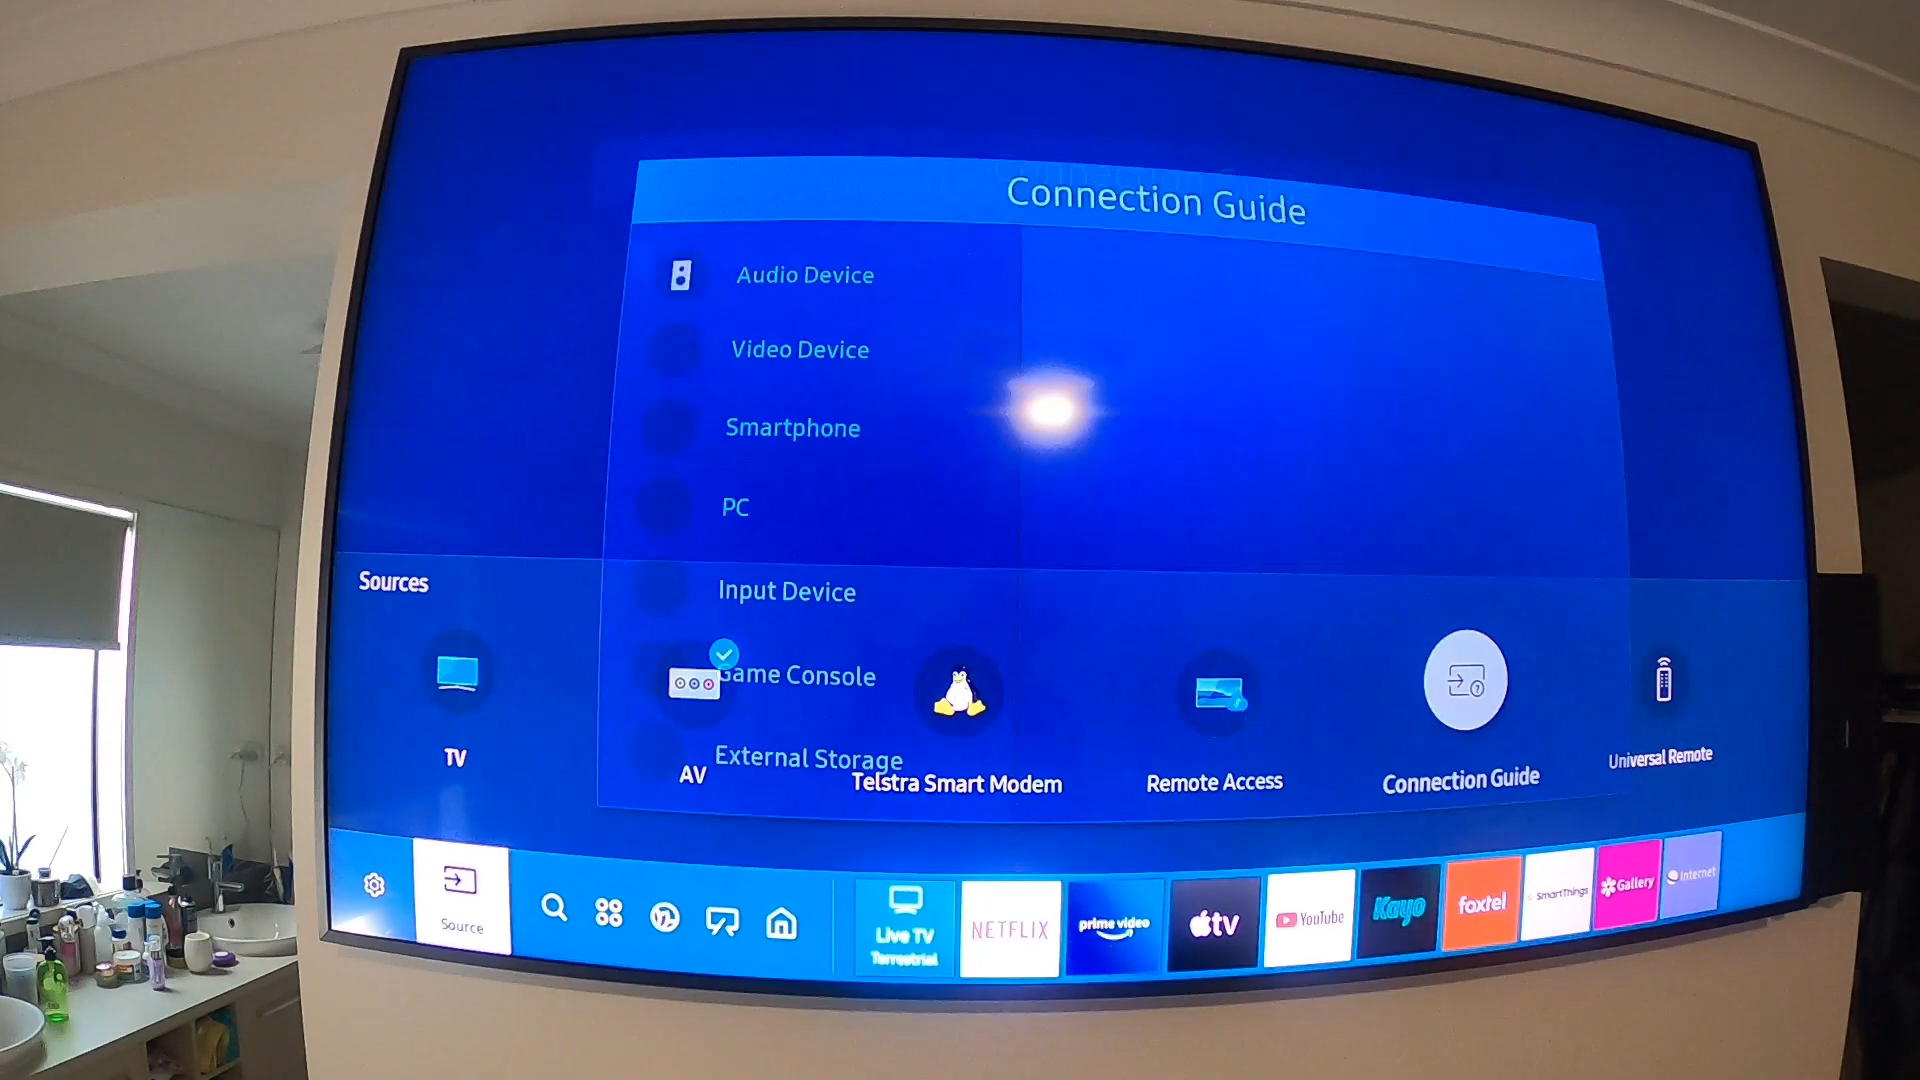 Connection Guide
Audio Device
Video Device
Smartphone
PC
Input Device
Game Console
External Storage
Sources
TV
AV
Telstra Smart Modem
Remote Access
Connection Guide
Universal Remote
Source
Live TV
Terrestrial
NETFLIX
prime video
tv
YouTube
Kayo
foxtel
SmartThings
Gallery
Internet